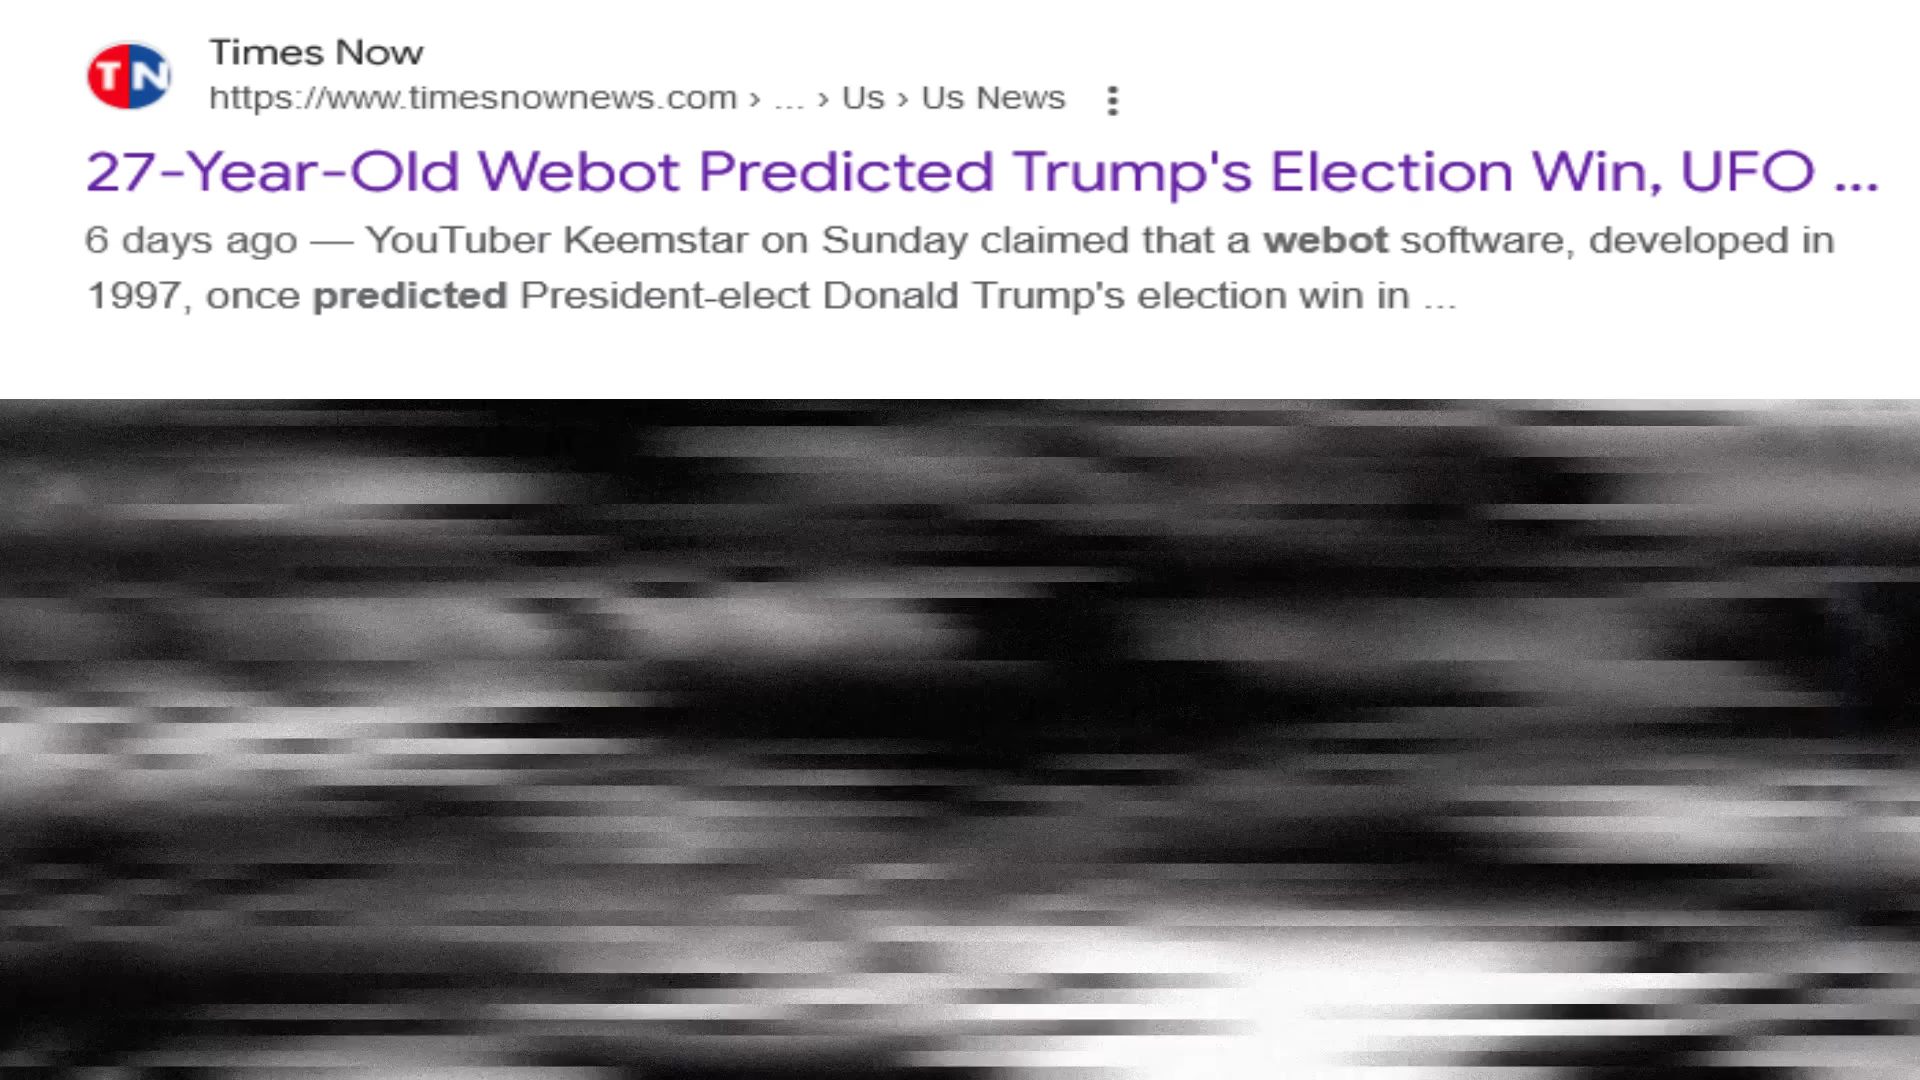 TN
Times Now
https://www.timesnownews.com › ... › Us › Us News
27-Year-Old Webot Predicted Trump's Election Win, UFO ...
6 days ago — YouTuber Keemstar on Sunday claimed that a webot software, developed in
1997, once predicted President-elect Donald Trump's election win in ...